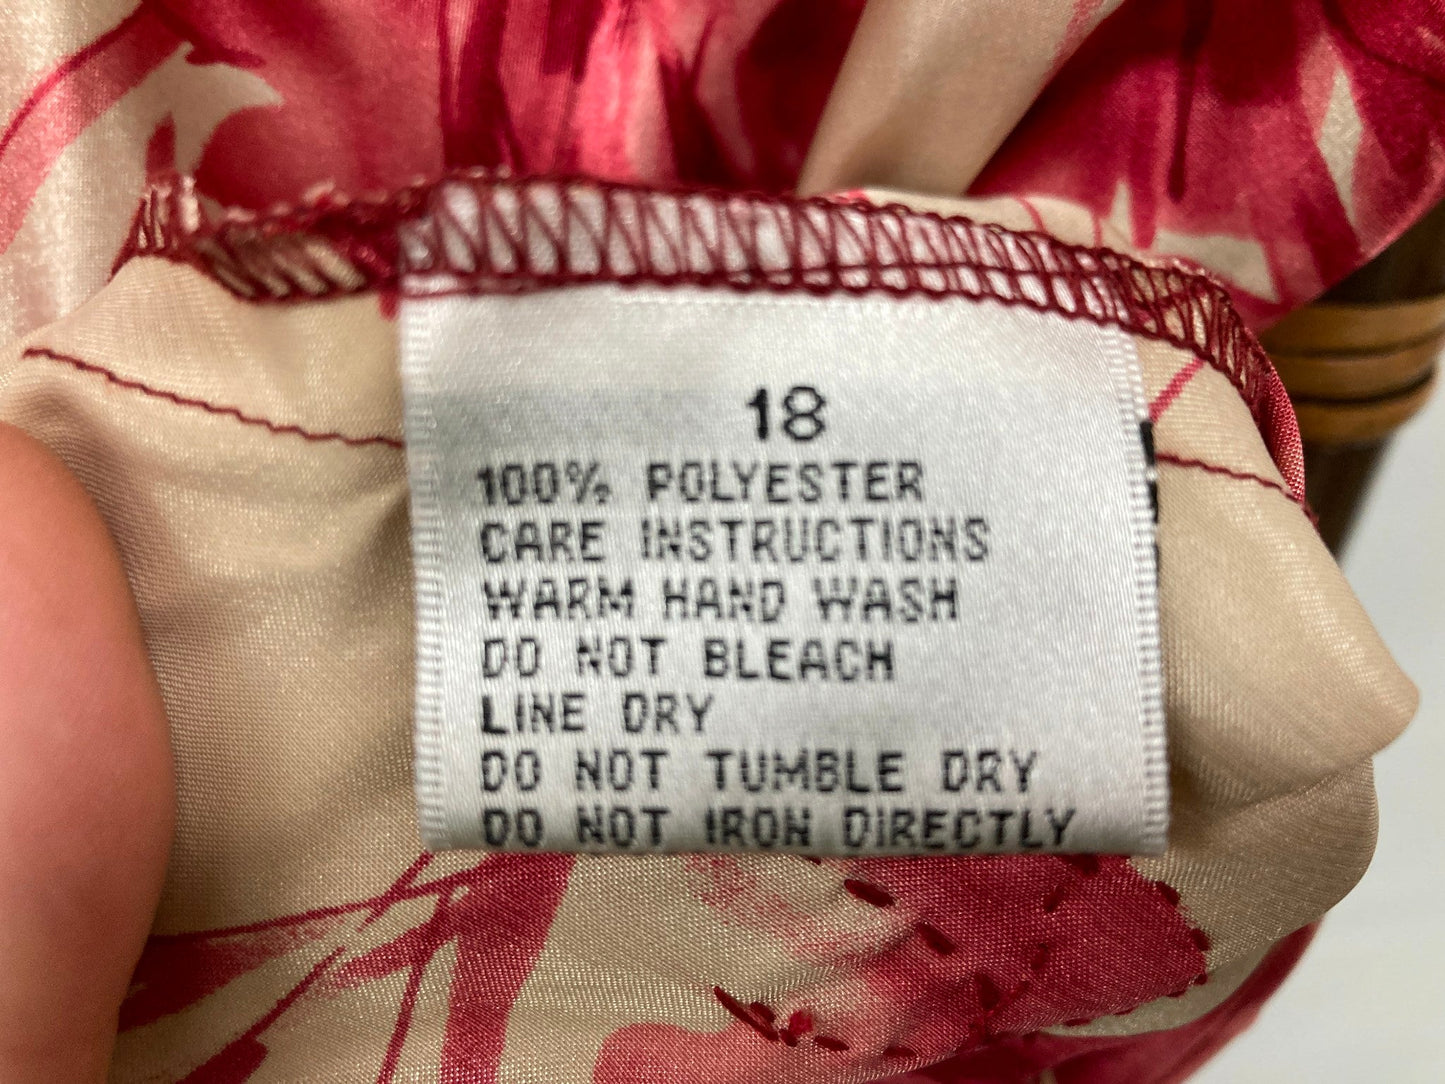 18
100% POLYESTER
CARE INSTRUCTIONS
WARM HAND WASH
DO NOT BLEACH
LINE DRY
DO NOT TUMBLE DRY
DO NOT IRON DIRECTLY